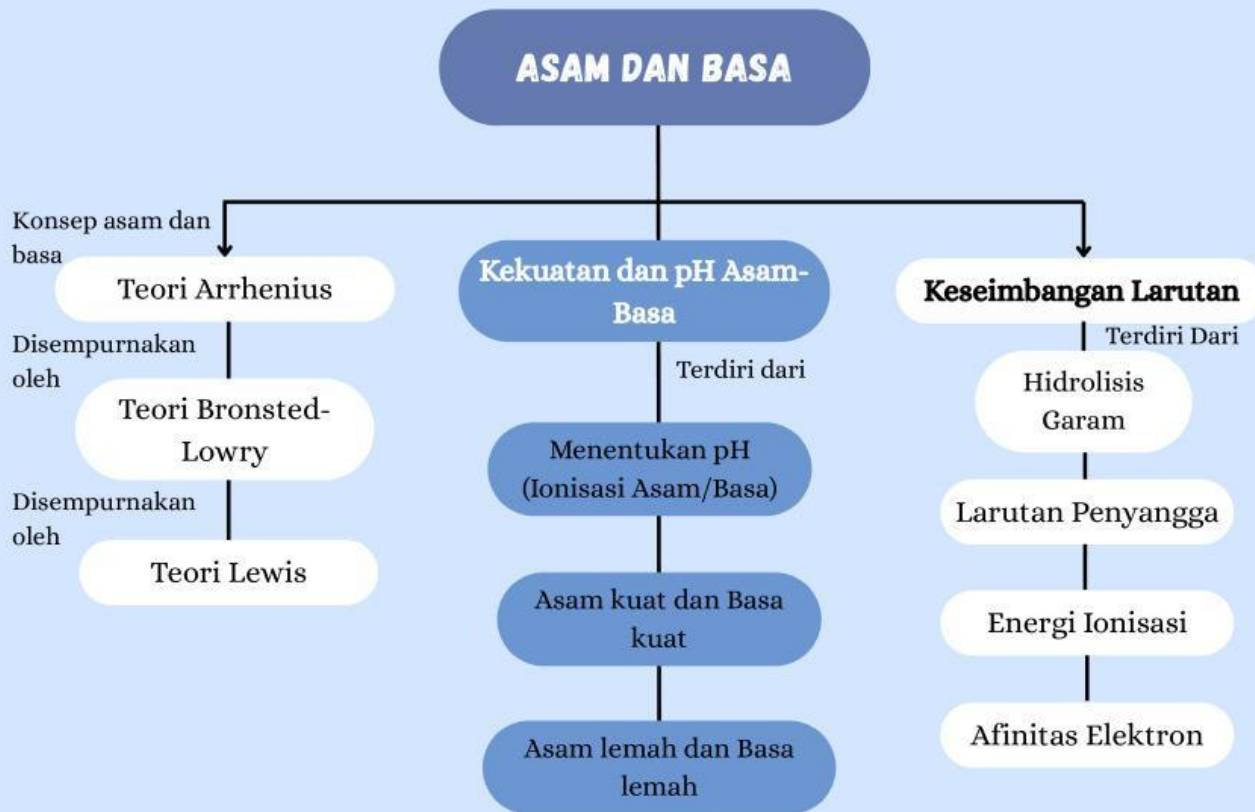 ASAM DAN BASA
Konsep asam dan
basa
Teori Arrhenius
Disempurnakan
oleh
Teori Bronsted-
Lowry
Disempurnakan
oleh
Teori Lewis
Kekuatan dan pH Asam-
Basa
Terdiri dari
Menentukan pH
(Ionisasi Asam/Basa)
Asam kuat dan Basa
kuat
Asam lemah dan Basa
lemah
Keseimbangan Larutan
Terdiri Dari
Hidrolisis
Garam
Larutan Penyangga
Energi Ionisasi
Afinitas Elektron